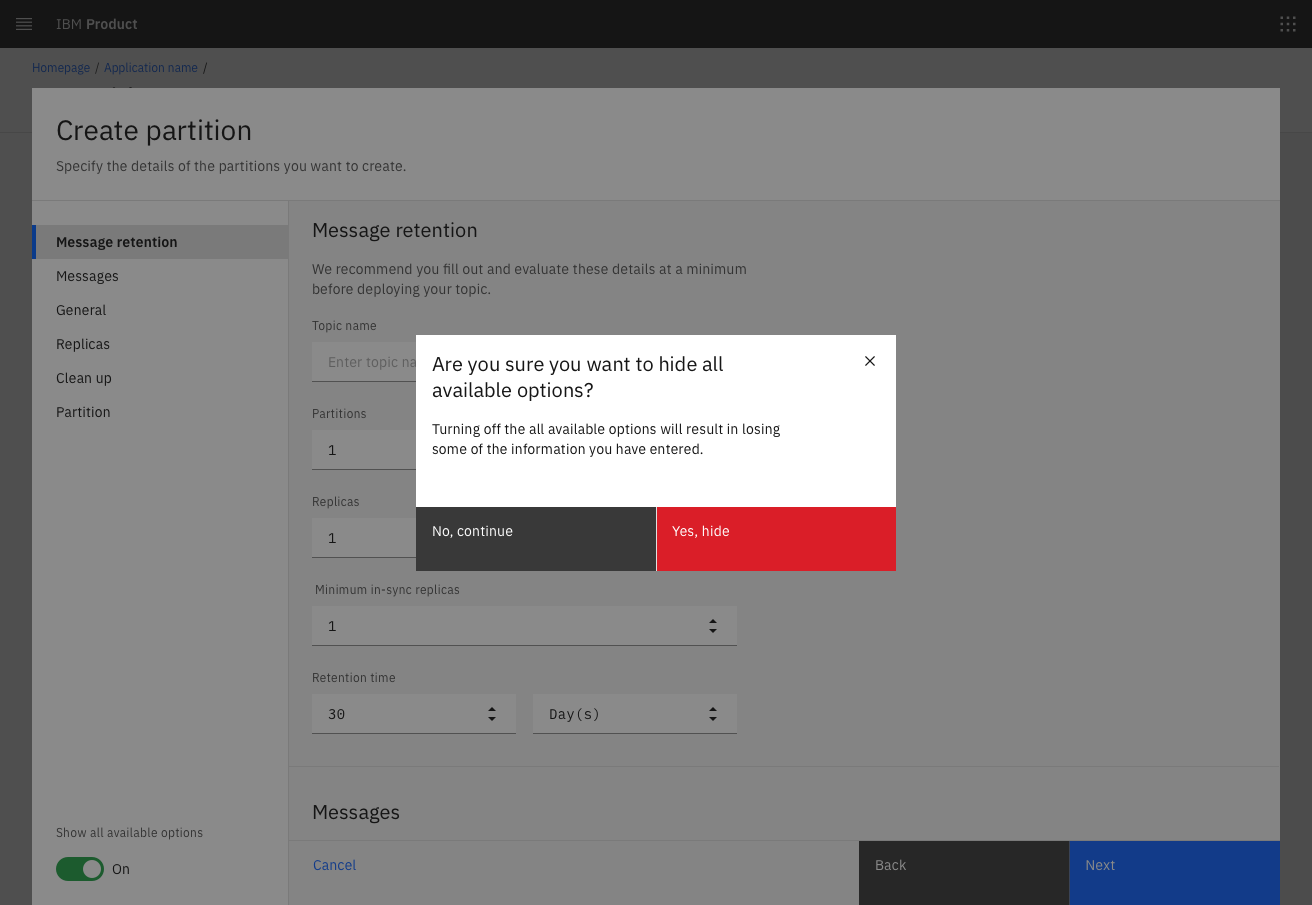 IBM Product
Homepage / Application name /
Create partition
Specify the details of the partitions you want to create.
Message retention
Messages
General
Replicas
Clean up
Partition
Show all available options
On
Message retention
We recommend you fill out and evaluate these details at a minimum
before deploying your topic.
Topic name
Enter topic na
Partitions
1
Replicas
1
Minimum in-sync replicas
1
Retention time
30 Day(s)
Messages
Cancel
Back
Next
Are you sure you want to hide all
available options?
Turning off the all available options will result in losing
some of the information you have entered.
No, continue
Yes, hide